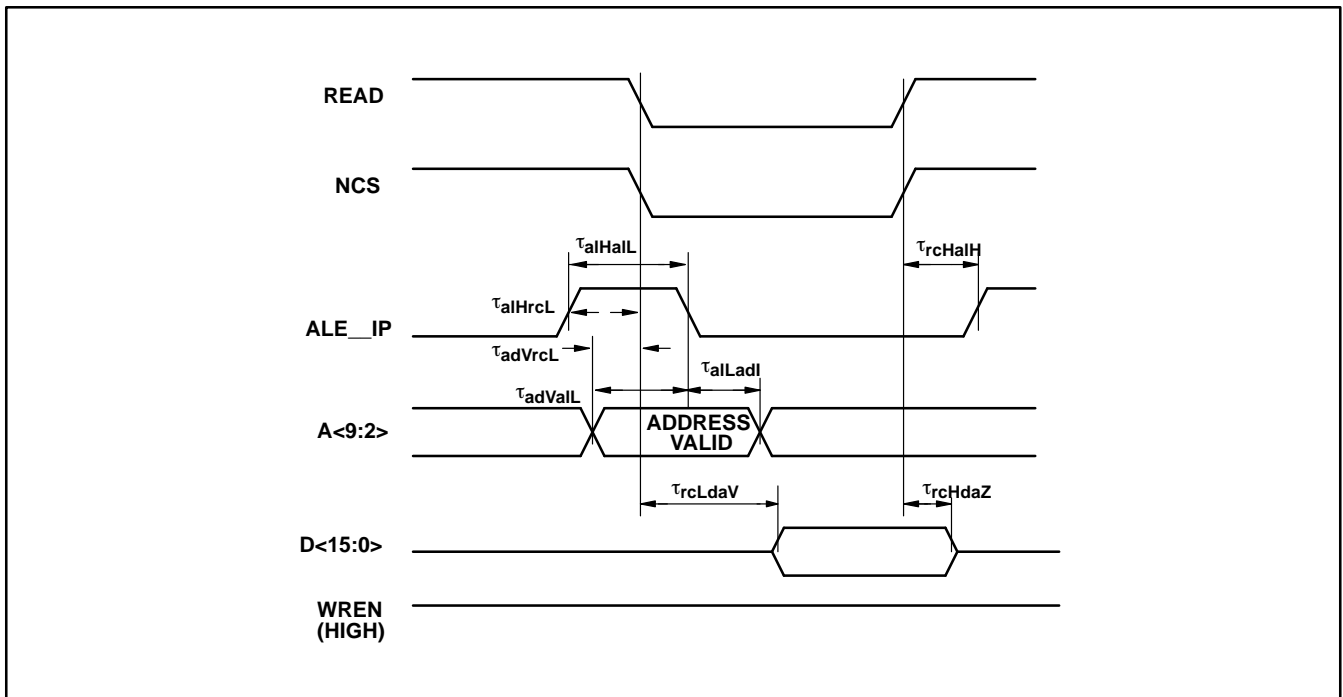 READ
NCS
τalHalL
τrcHalH
τalHrcL
ALE__IP
τadVrcL
τalLadI
τadValL
A<9:2>
ADDRESS
VALID
τrcLdaV
τrcHdaZ
D<15:0>
WREN
(HIGH)